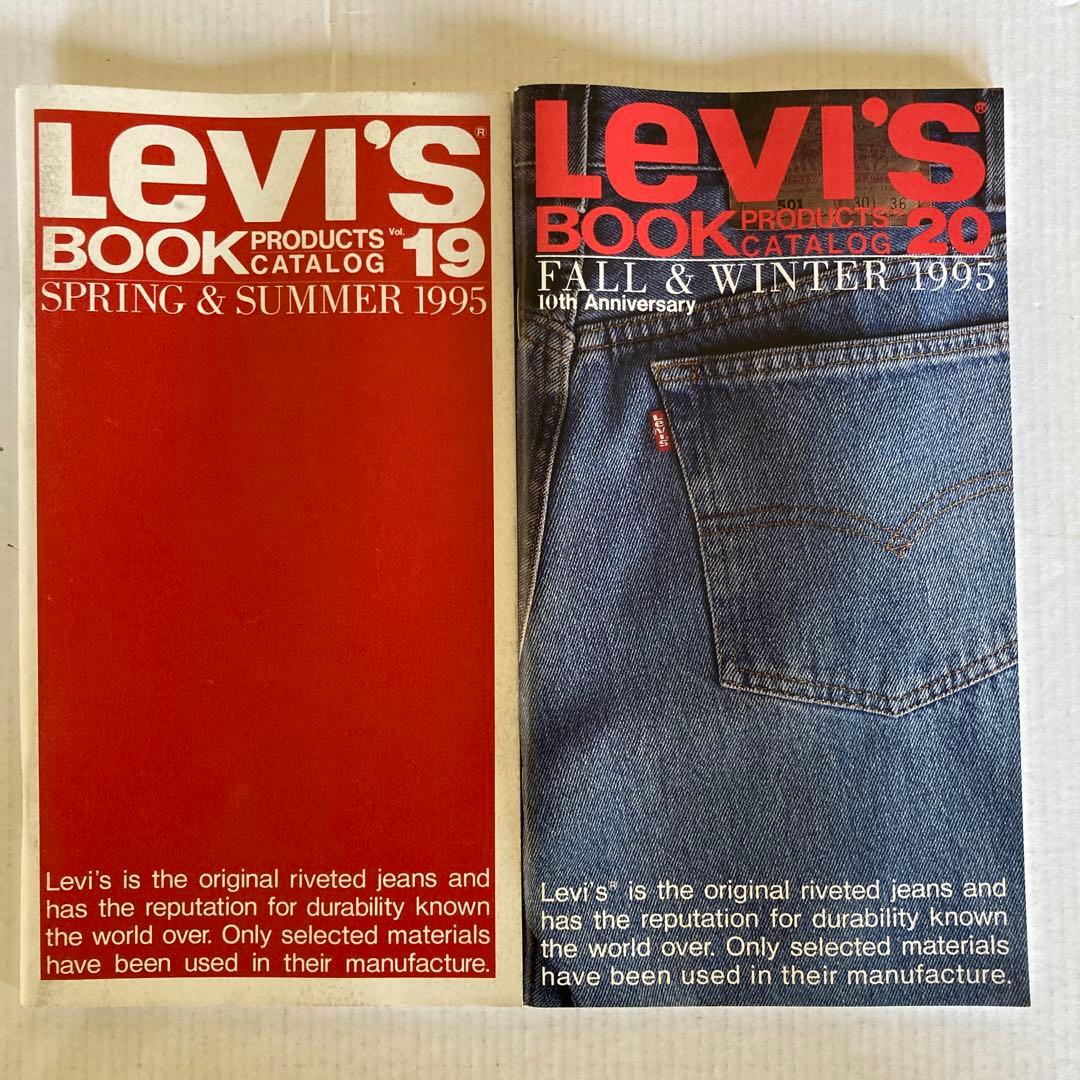 Levi's®
BOOK PRODUCTS CATALOG Vol. 19
SPRING & SUMMER 1995
Levi's is the original riveted jeans and
has the reputation for durability known
the world over. Only selected materials
have been used in their manufacture.
Levi's®
BOOK PRODUCTS CATALOG 20
501 30 36
FALL & WINTER 1995
10th Anniversary
Levi's
Levi's® is the original riveted jeans and
has the reputation for durability known
the world over. Only selected materials
have been used in their manufacture.